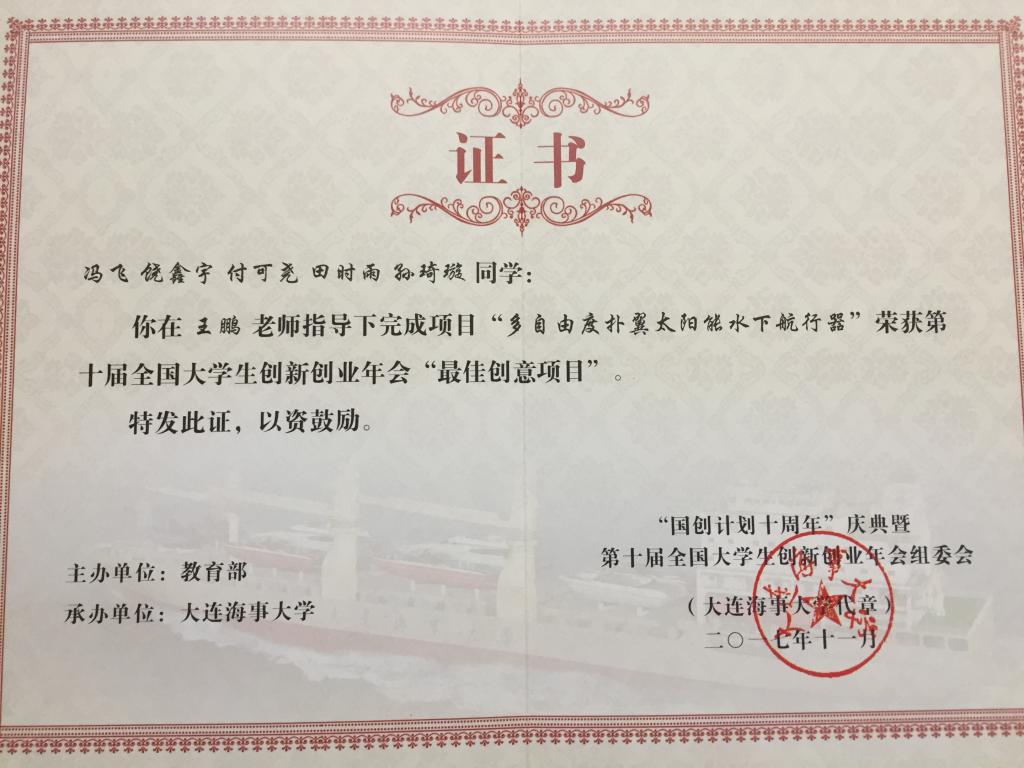 证书
冯飞 饶鑫宇 付可尧 田时雨 孙琦璇 同学：
你在 王鹏 老师指导下完成项目“多自由度扑翼太阳能水下航行器”荣获第
十届全国大学生创新创业年会“最佳创意项目”。
特发此证，以资鼓励。
“国创计划十周年”庆典暨
第十届全国大学生创新创业年会组委会
主办单位：教育部
承办单位：大连海事大学
（大连海事大学代章）
二〇一七年十一月
大连海事大学